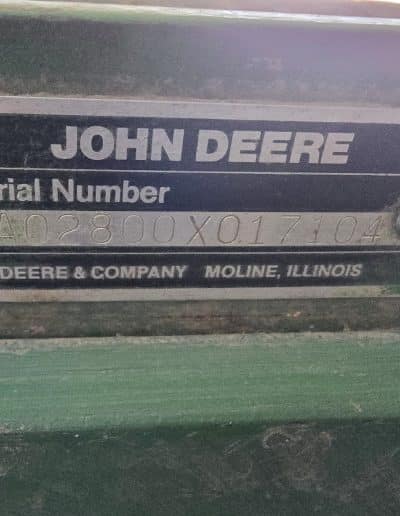 JOHN DEERE
rial Number
A02800X017104
DEERE & COMPANY MOLINE, ILLINOIS